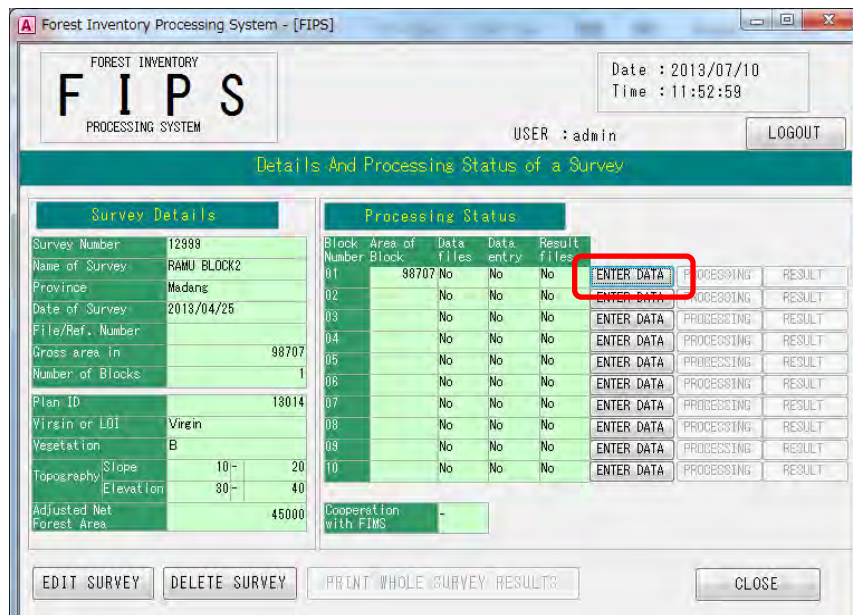 Forest Inventory Processing System - [FIPS]
FOREST INVENTORY
F I P S
PROCESSING SYSTEM
Date : 2013/07/10
Time : 11:52:59
USER : admin
LOGOUT
Details And Processing Status of a Survey
Survey Details
Survey Number 12999
Name of Survey RAMU BLOCK2
Province Madang
Date of Survey 2013/04/25
File/Ref. Number
Gross area in 98707
Number of Blocks 1
Plan ID 13014
Virgin or LOI Virgin
Vegetation B
Topography Slope 10 - 20
Elevation 30 - 40
Adjusted Net
Forest Area 45000
Processing Status
Block Area of Data Data Result
Number Block files entry files
01 98707 No No No ENTER DATA PROCESSING RESULT
02 No No No ENTER DATA PROCESSING RESULT
03 No No No ENTER DATA PROCESSING RESULT
04 No No No ENTER DATA PROCESSING RESULT
05 No No No ENTER DATA PROCESSING RESULT
06 No No No ENTER DATA PROCESSING RESULT
07 No No No ENTER DATA PROCESSING RESULT
08 No No No ENTER DATA PROCESSING RESULT
09 No No No ENTER DATA PROCESSING RESULT
10 No No No ENTER DATA PROCESSING RESULT
Cooperation
with FIMS -
EDIT SURVEY DELETE SURVEY PRINT WHOLE SURVEY RESULTS CLOSE